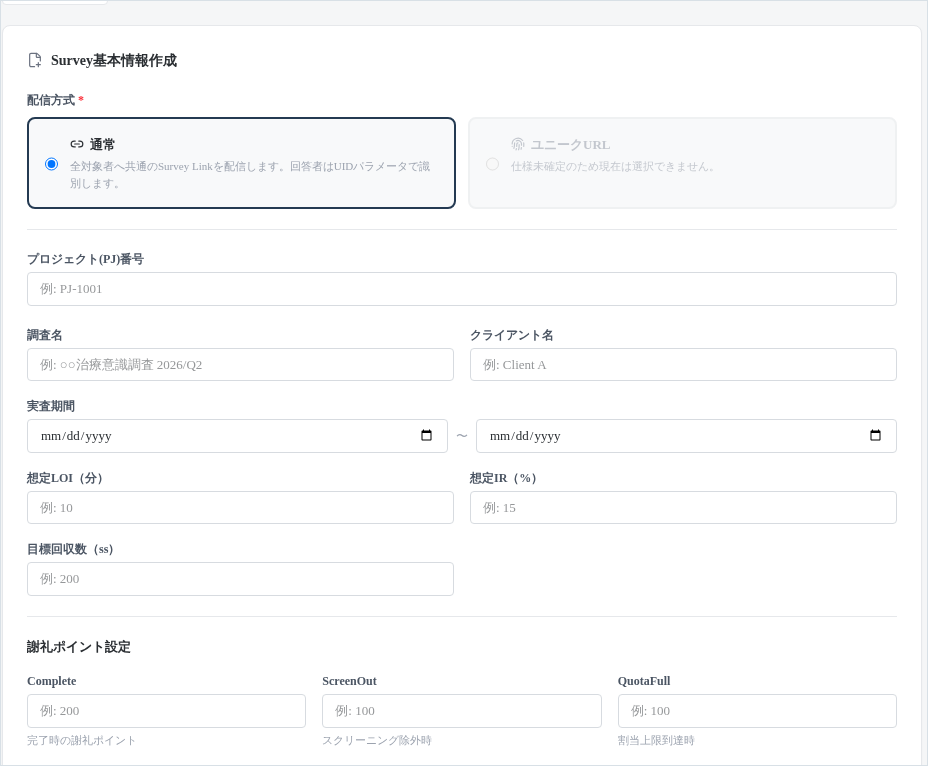 Survey基本情報作成
配信方式 *
通常
全対象者へ共通のSurvey Linkを配信します。回答者はUIDパラメータで識
別します。
ユニークURL
仕様未確定のため現在は選択できません。
プロジェクト(PJ)番号
例: PJ-1001
調査名
例: ○○治療意識調査 2026/Q2
クライアント名
例: Client A
実査期間
mm/dd/yyyy
〜
mm/dd/yyyy
想定LOI（分）
例: 10
想定IR（%）
例: 15
目標回収数（ss）
例: 200
謝礼ポイント設定
Complete
例: 200
完了時の謝礼ポイント
ScreenOut
例: 100
スクリーニング除外時
QuotaFull
例: 100
割当上限到達時